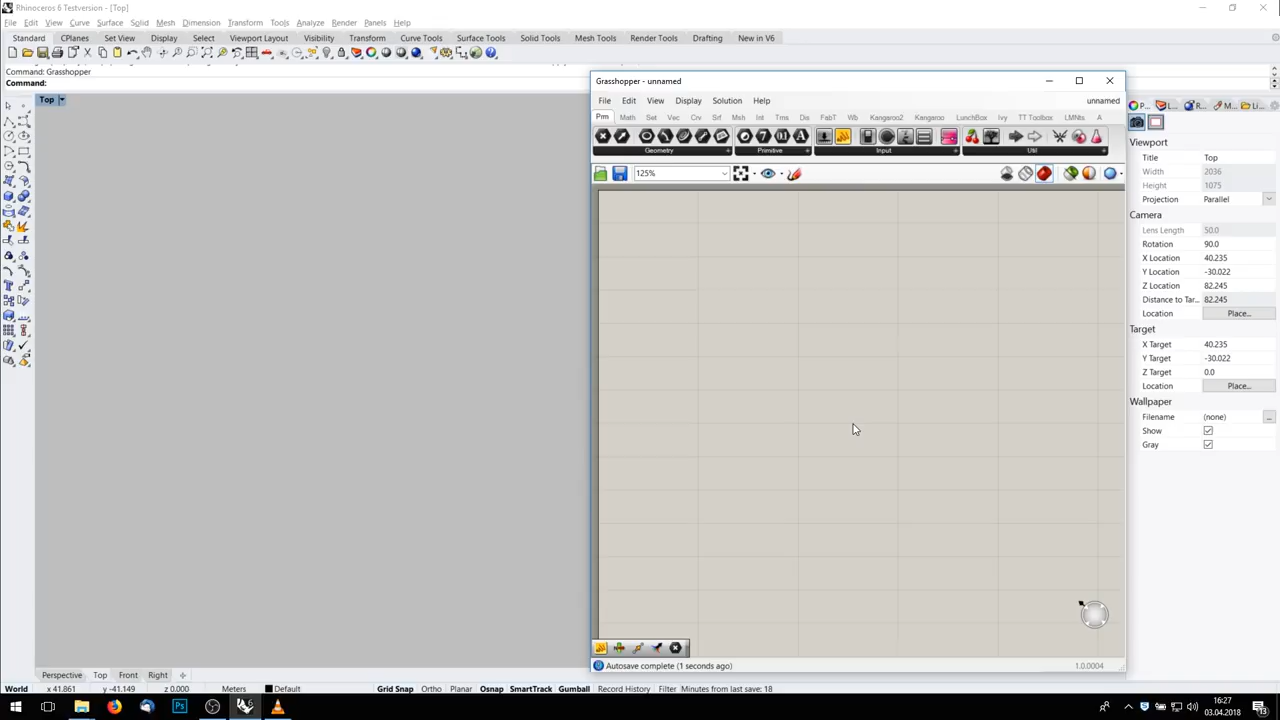 Rhinoceros 6 Testversion - [Top]
File Edit View Curve Surface Solid Mesh Dimension Transform Tools Analyze Render Panels Help
Standard CPlanes Set View Display Select Viewport Layout Visibility Transform Curve Tools Surface Tools Solid Tools Mesh Tools Render Tools Drafting New in V6
Command: Grasshopper
Command:
Top
Grasshopper - unnamed
File Edit View Display Solution Help unnamed
Prm Math Set Vec Crv Srf Msh Int Trns Dis FabT Wb Kangaroo2 Kangaroo LunchBox Ivy TT Toolbox LMNts A
Geometry Primitive Input Util
125%
Autosave complete (1 seconds ago) 1.0.0004
Viewport
Title Top
Width 2036
Height 1075
Projection Parallel
Camera
Lens Length 50.0
Rotation 90.0
X Location 40.235
Y Location -30.022
Z Location 82.245
Distance to Tar... 82.245
Location Place...
Target
X Target 40.235
Y Target -30.022
Z Target 0.0
Location Place...
Wallpaper
Filename (none) ...
Show
Gray
Perspective Top Front Right
World x 41.861 y -41.149 z 0.000 Meters Default Grid Snap Ortho Planar Osnap SmartTrack Gumball Record History Filter Minutes from last save: 18
16:27
03.04.2018